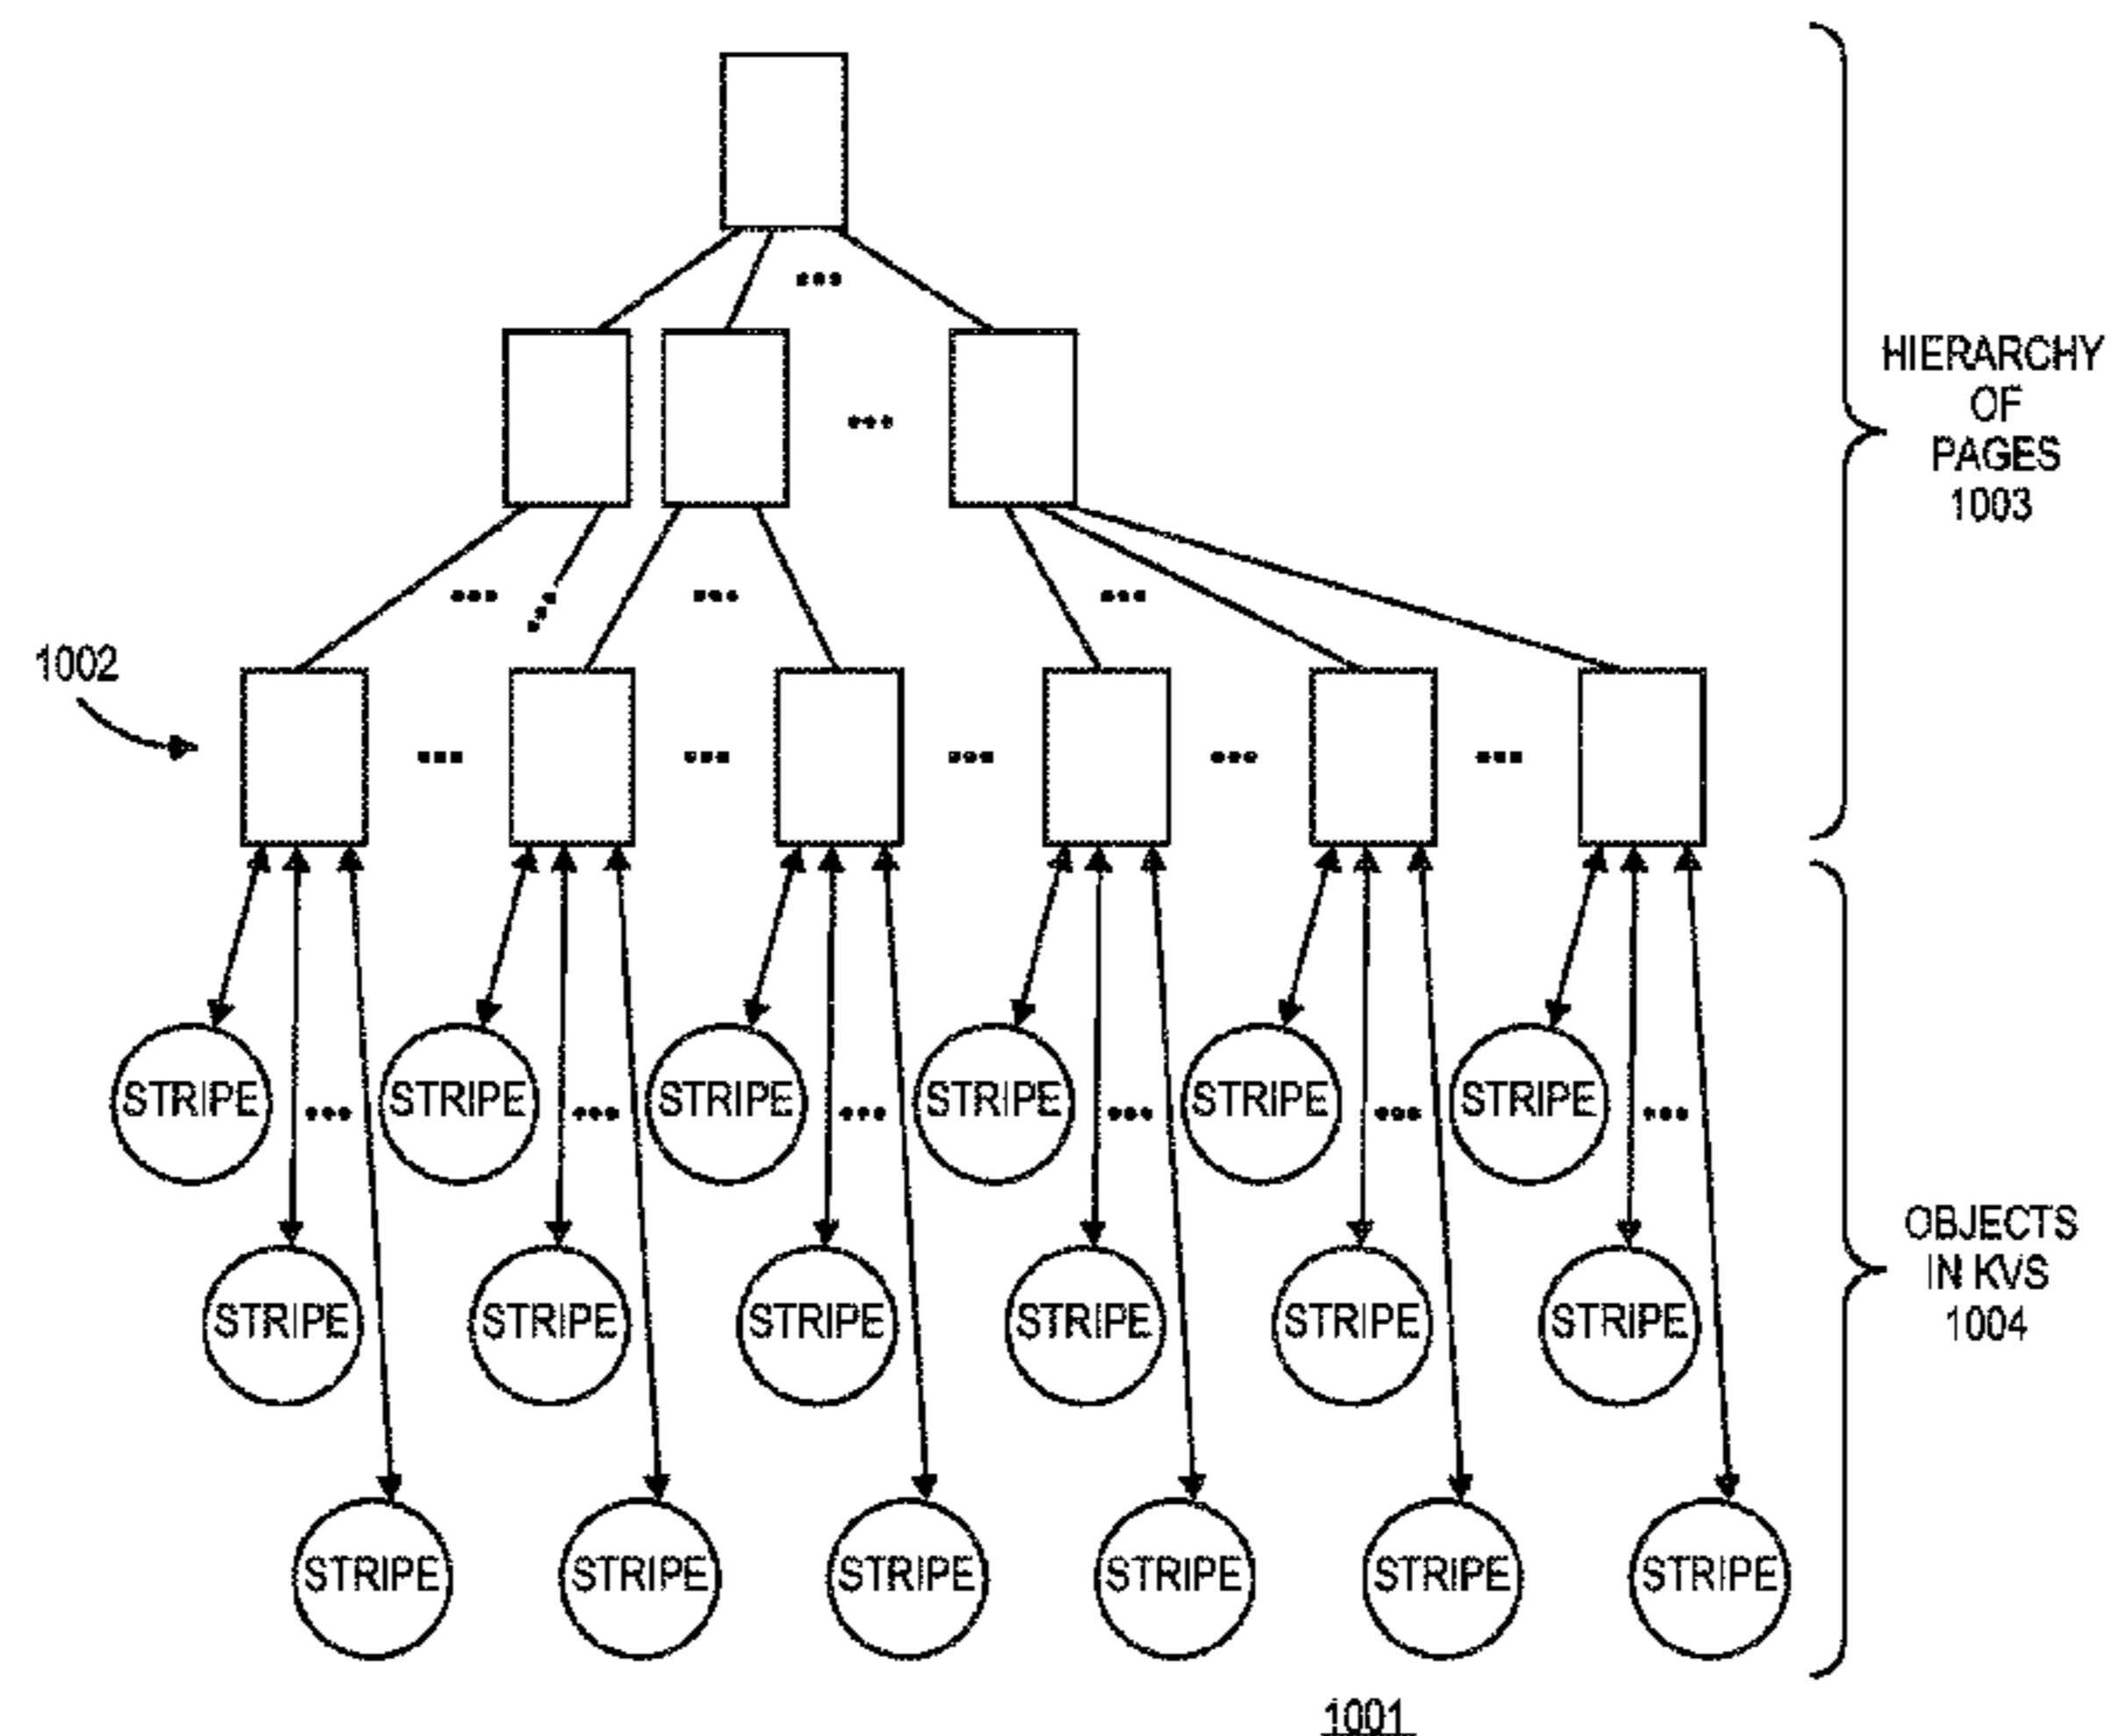 HIERARCHY
OF
PAGES
1003
1002
STRIPE STRIPE STRIPE STRIPE STRIPE STRIPE
STRIPE STRIPE STRIPE STRIPE STRIPE STRIPE
OBJECTS
IN KVS
1004
STRIPE STRIPE STRIPE STRIPE STRIPE STRIPE
1001